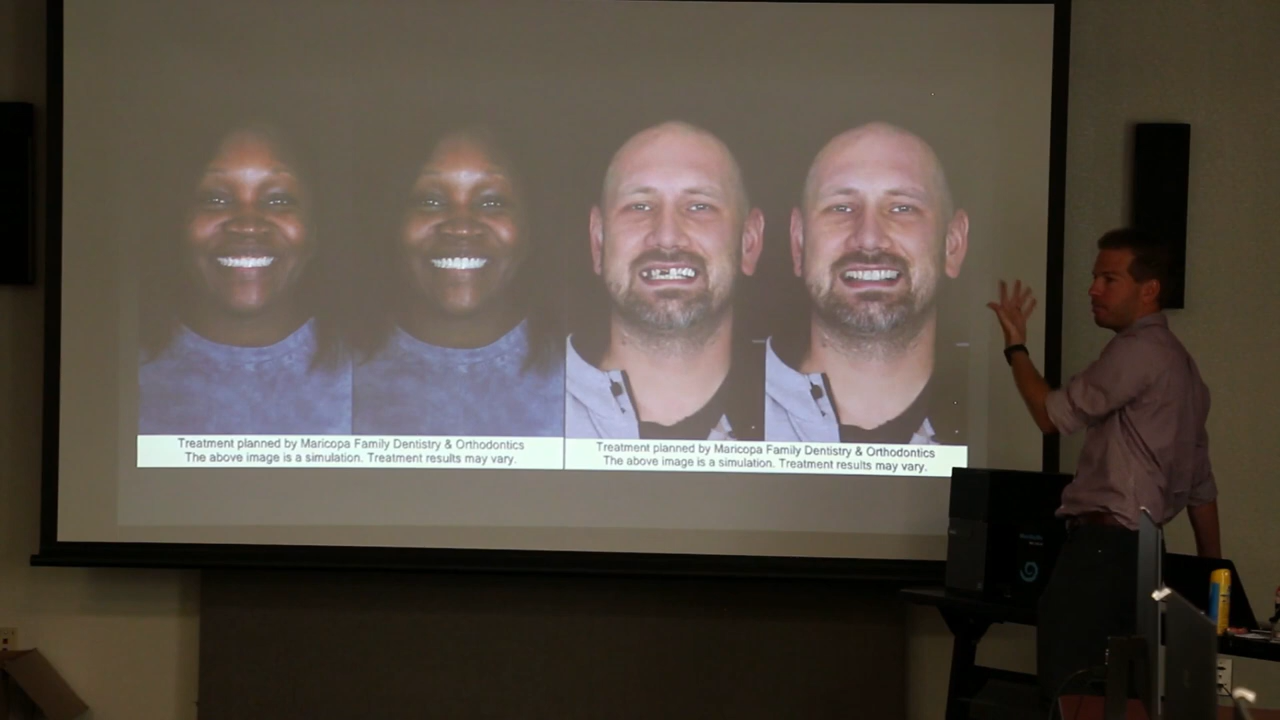 Treatment planned by Maricopa Family Dentistry & Orthodontics
The above image is a simulation. Treatment results may vary.
Treatment planned by Maricopa Family Dentistry & Orthodontics
The above image is a simulation. Treatment results may vary.